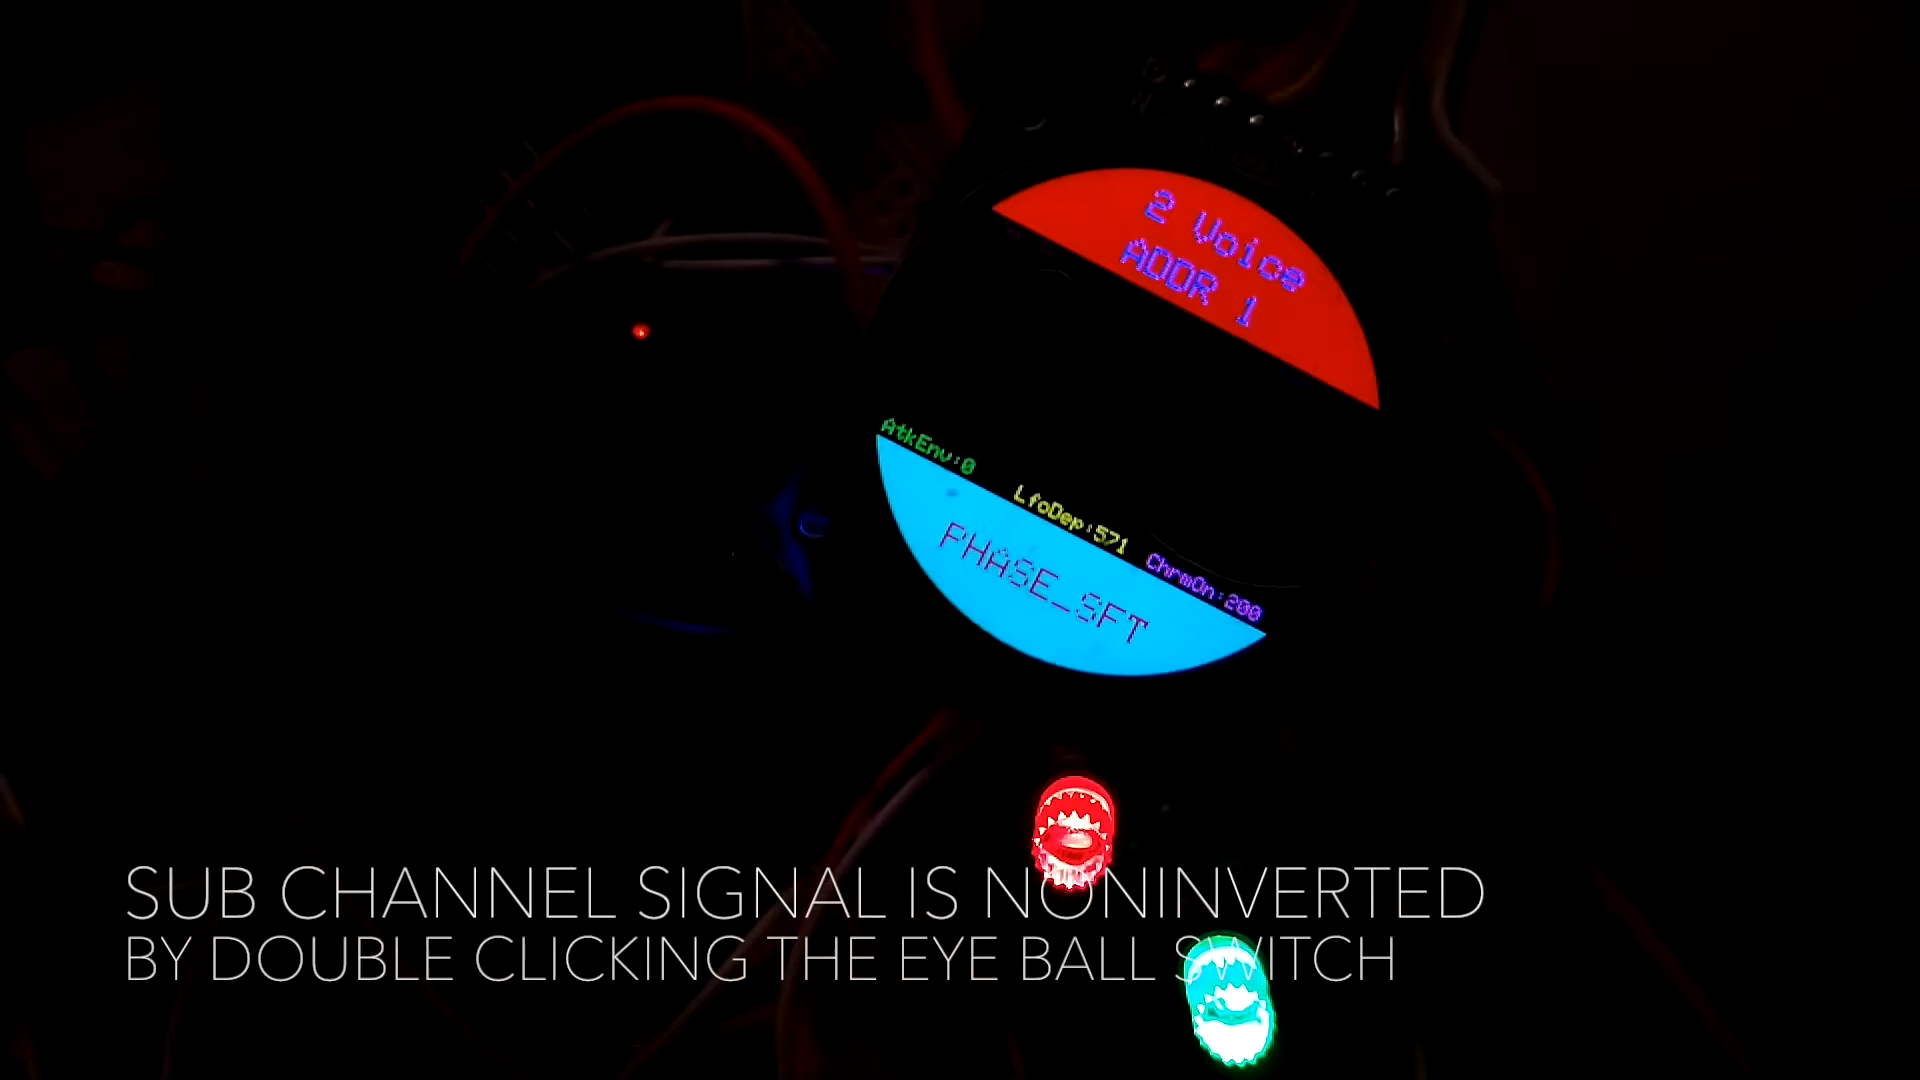 2 Voice
ADDR 1
AtkEnv:0
LfoDep:571
ChrmOn:200
PHASE_SFT
SUB CHANNEL SIGNAL IS NONINVERTED
BY DOUBLE CLICKING THE EYE BALL SWITCH